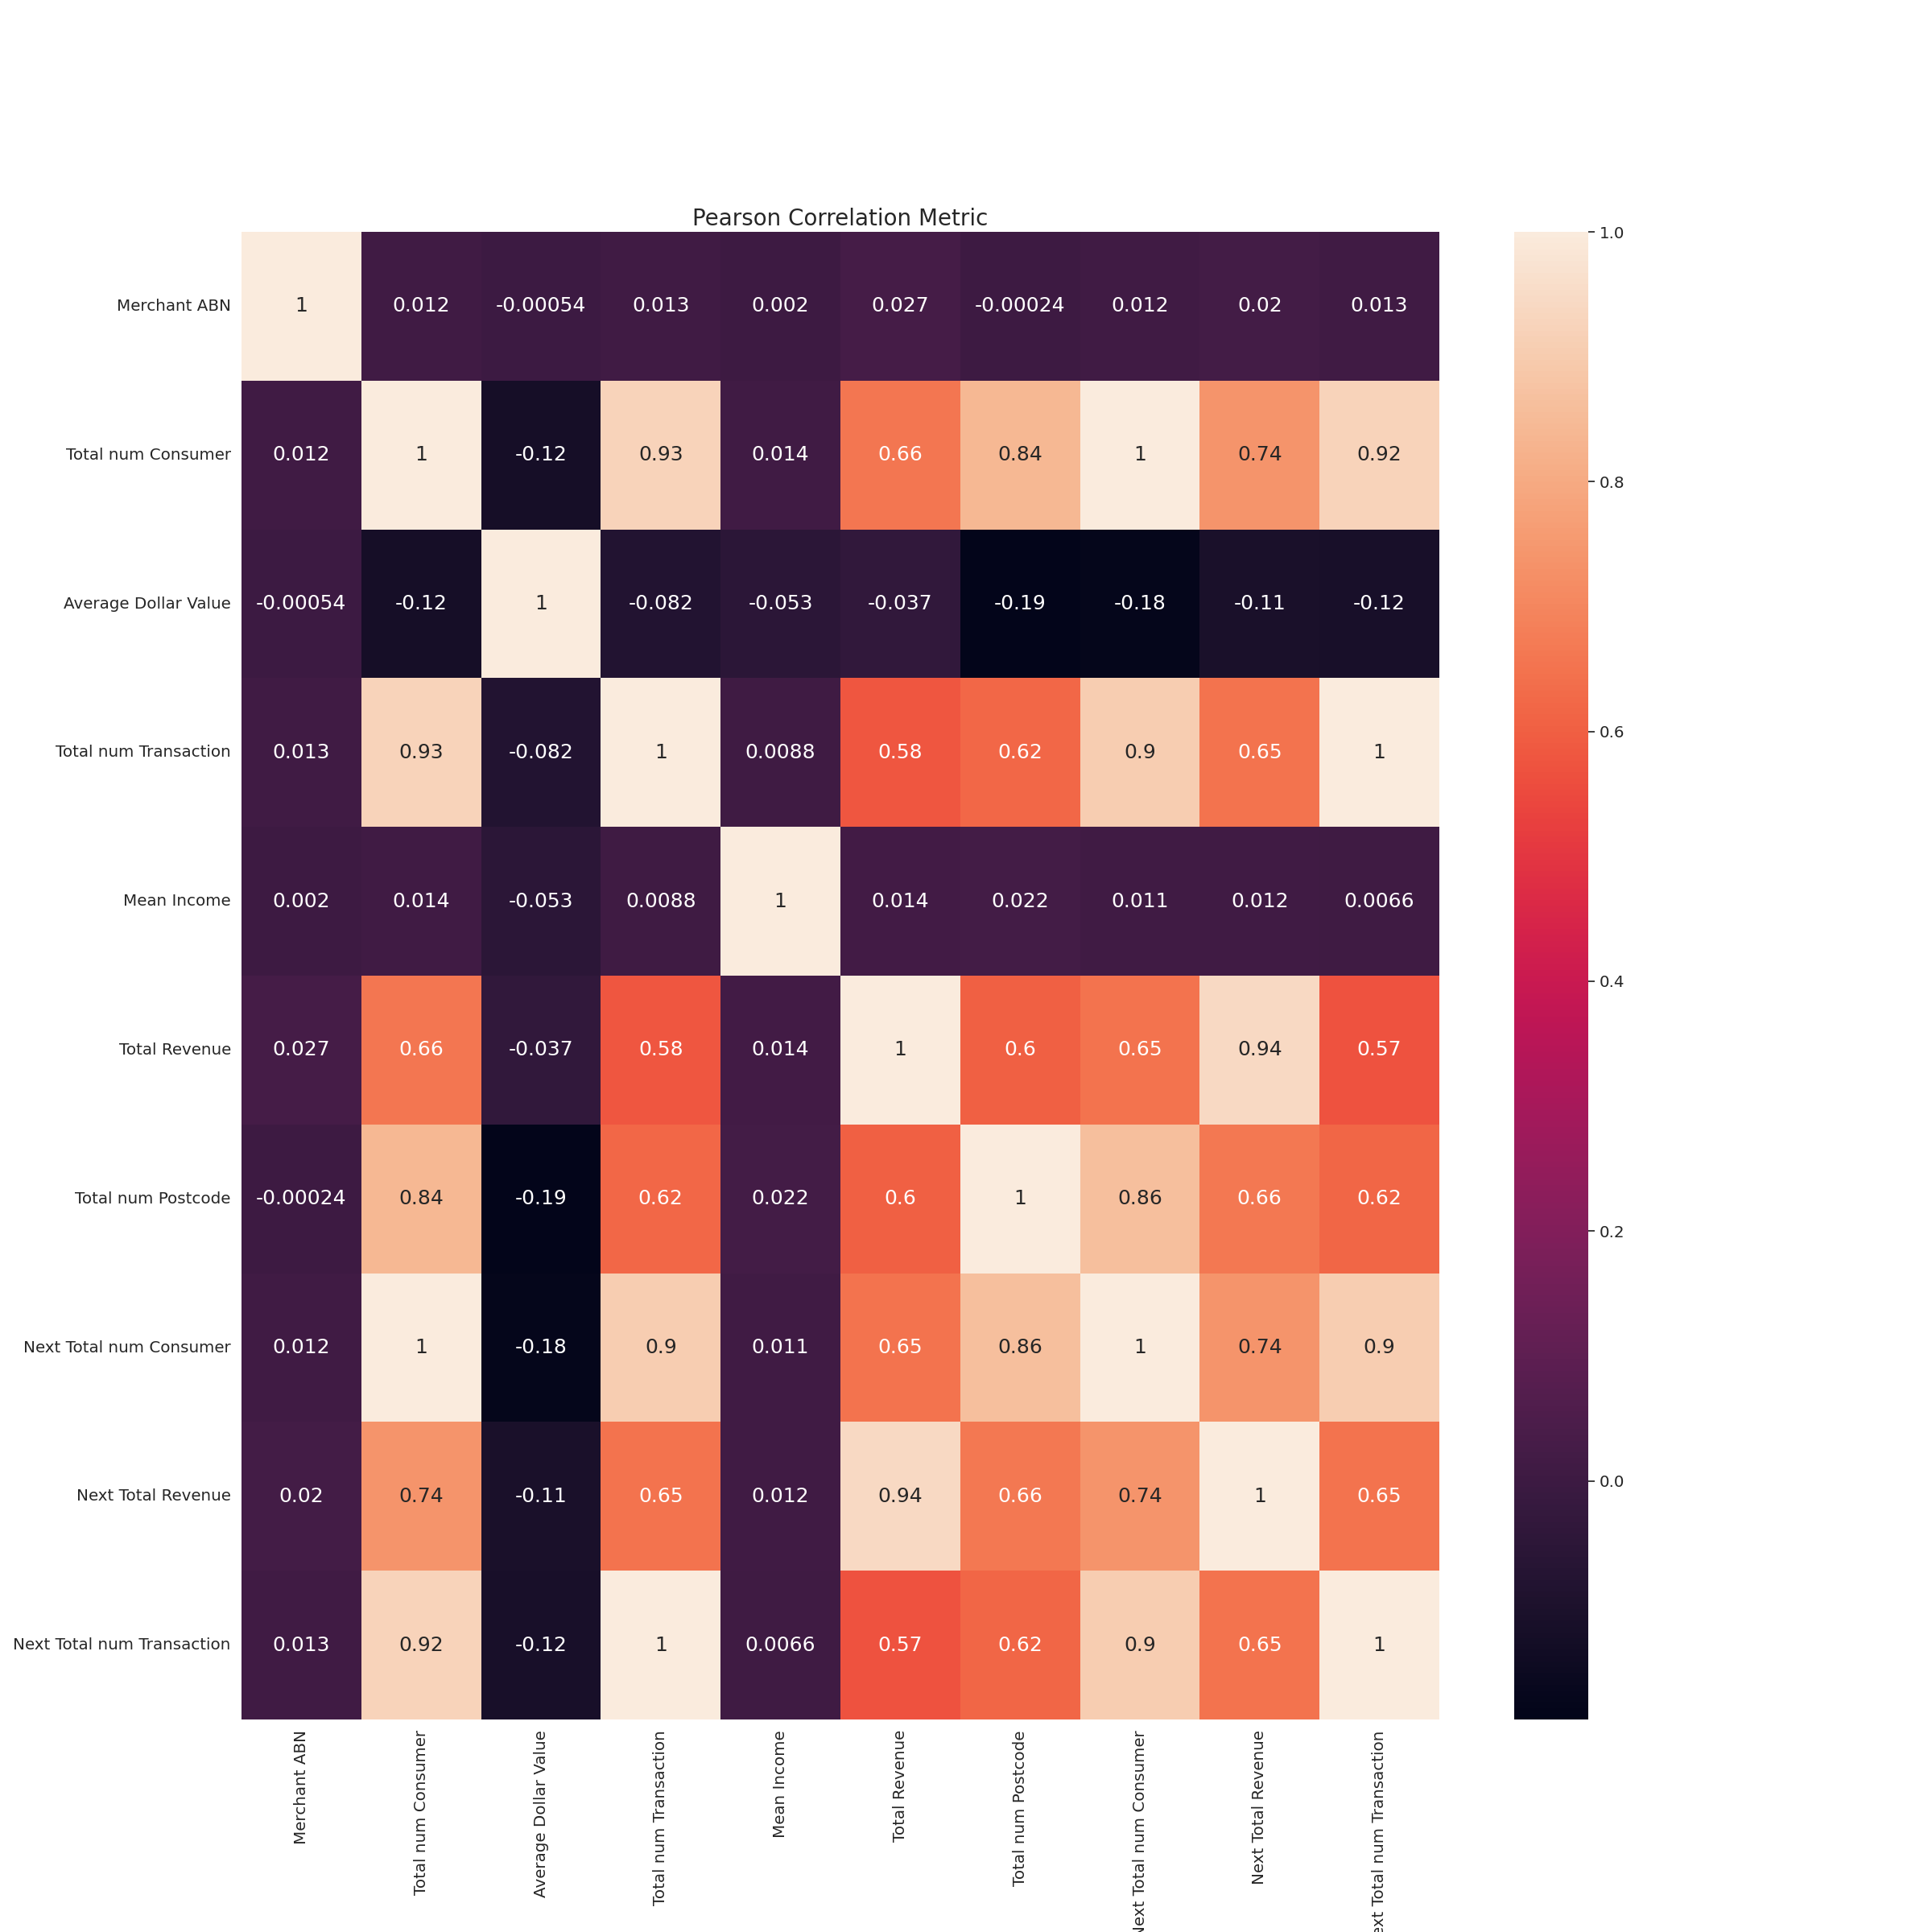 Pearson Correlation Metric
1.0
Merchant ABN 1 0.012 -0.00054 0.013 0.002 0.027 -0.00024 0.012 0.02 0.013
Total num Consumer 0.012 1 -0.12 0.93 0.014 0.66 0.84 1 0.74 0.92
0.8
Average Dollar Value -0.00054 -0.12 1 -0.082 -0.053 -0.037 -0.19 -0.18 -0.11 -0.12
0.6
Total num Transaction 0.013 0.93 -0.082 1 0.0088 0.58 0.62 0.9 0.65 1
Mean Income 0.002 0.014 -0.053 0.0088 1 0.014 0.022 0.011 0.012 0.0066
0.4
Total Revenue 0.027 0.66 -0.037 0.58 0.014 1 0.6 0.65 0.94 0.57
Total num Postcode -0.00024 0.84 -0.19 0.62 0.022 0.6 1 0.86 0.66 0.62
0.2
Next Total num Consumer 0.012 1 -0.18 0.9 0.011 0.65 0.86 1 0.74 0.9
0.0
Next Total Revenue 0.02 0.74 -0.11 0.65 0.012 0.94 0.66 0.74 1 0.65
Next Total num Transaction 0.013 0.92 -0.12 1 0.0066 0.57 0.62 0.9 0.65 1
Merchant ABN
Total num Consumer
Average Dollar Value
Total num Transaction
Mean Income
Total Revenue
Total num Postcode
Next Total num Consumer
Next Total Revenue
ext Total num Transaction